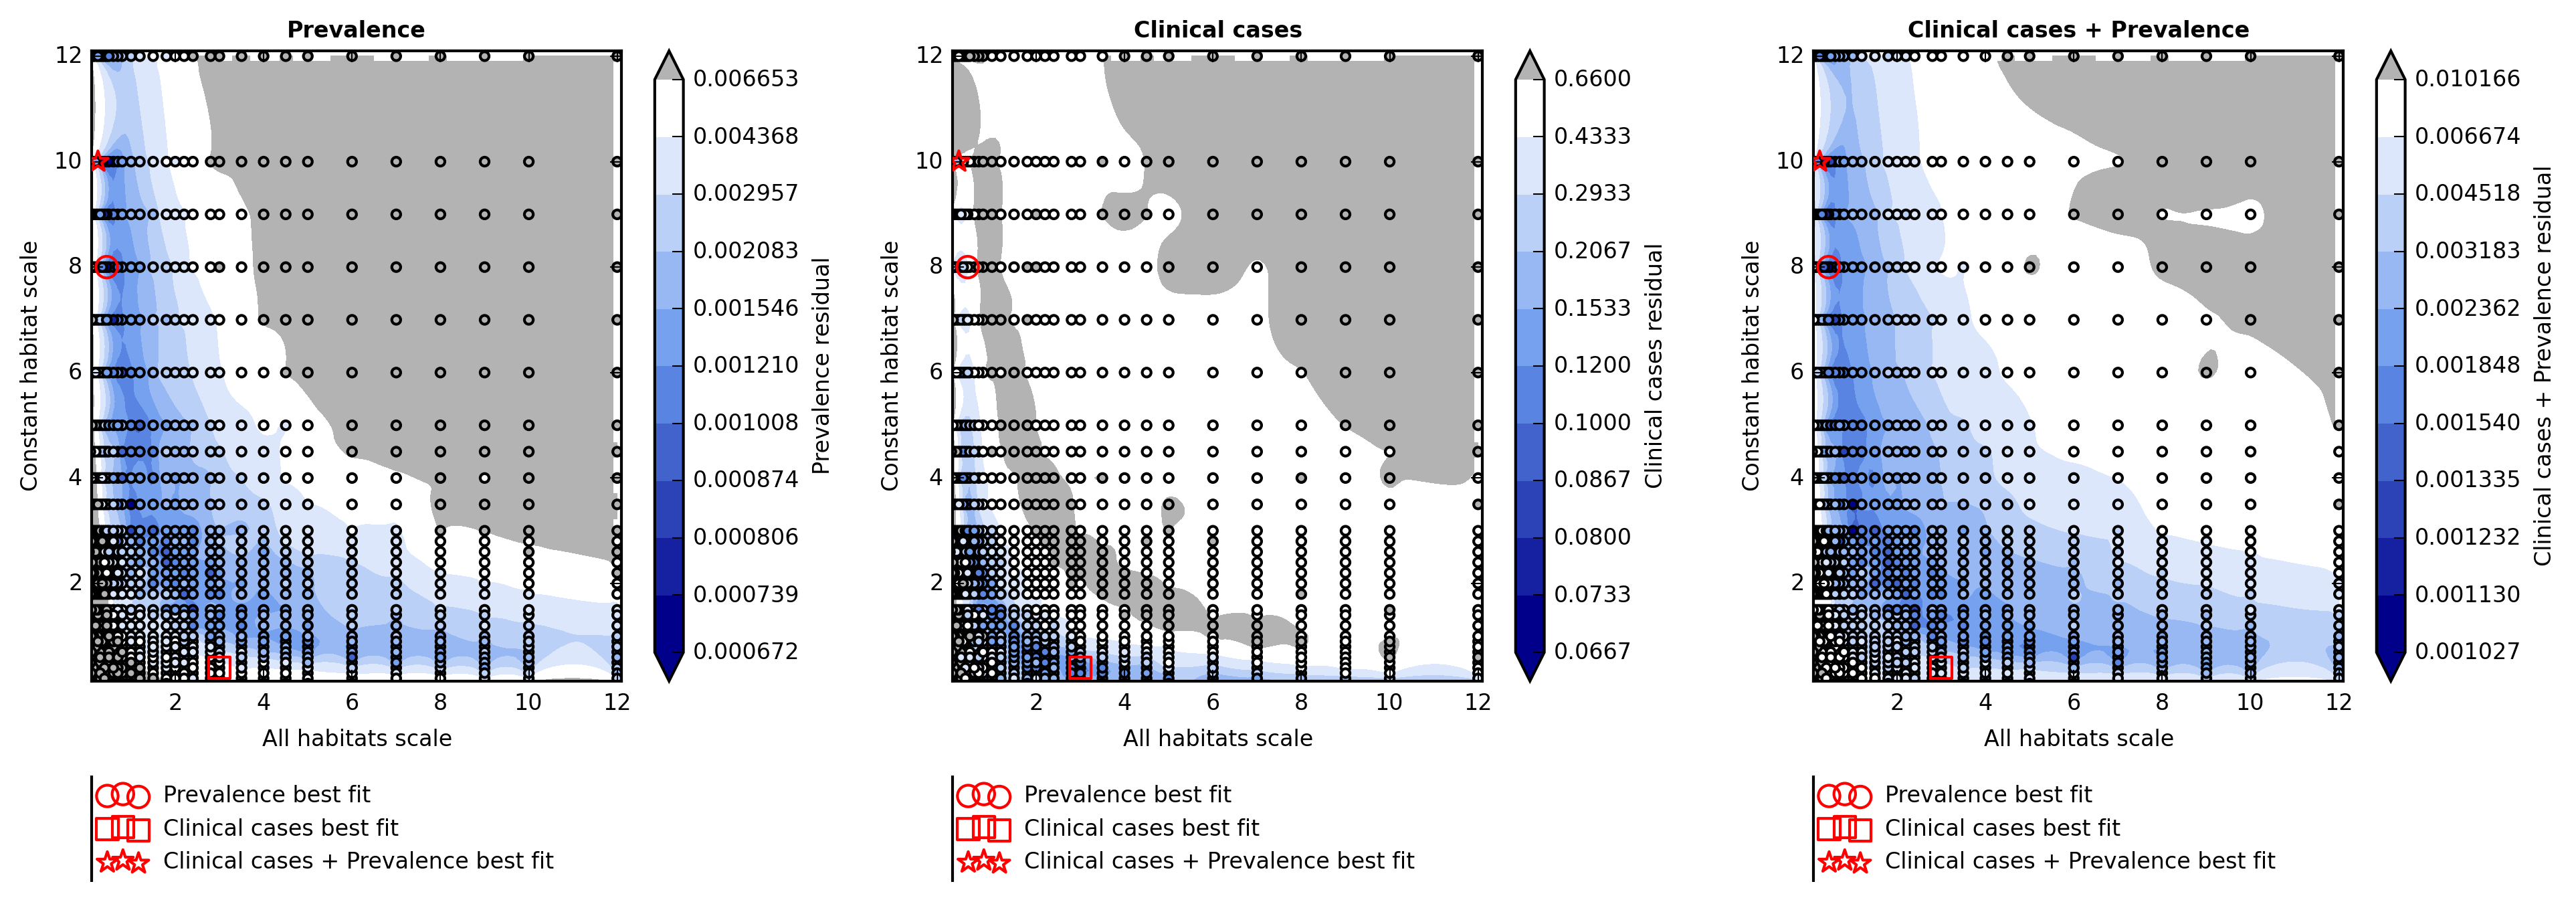 Prevalence
Clinical cases
Clinical cases + Prevalence
12
10
8
6
4
2
2 4 6 8 10 12
Constant habitat scale
All habitats scale
0.006653
0.004368
0.002957
0.002083
0.001546
0.001210
0.001008
0.000874
0.000806
0.000739
0.000672
Prevalence residual
12
10
8
6
4
2
2 4 6 8 10 12
Constant habitat scale
All habitats scale
0.6600
0.4333
0.2933
0.2067
0.1533
0.1200
0.1000
0.0867
0.0800
0.0733
0.0667
Clinical cases residual
12
10
8
6
4
2
2 4 6 8 10 12
Constant habitat scale
All habitats scale
0.010166
0.006674
0.004518
0.003183
0.002362
0.001848
0.001540
0.001335
0.001232
0.001130
0.001027
Clinical cases + Prevalence residual
Prevalence best fit
Clinical cases best fit
Clinical cases + Prevalence best fit
Prevalence best fit
Clinical cases best fit
Clinical cases + Prevalence best fit
Prevalence best fit
Clinical cases best fit
Clinical cases + Prevalence best fit